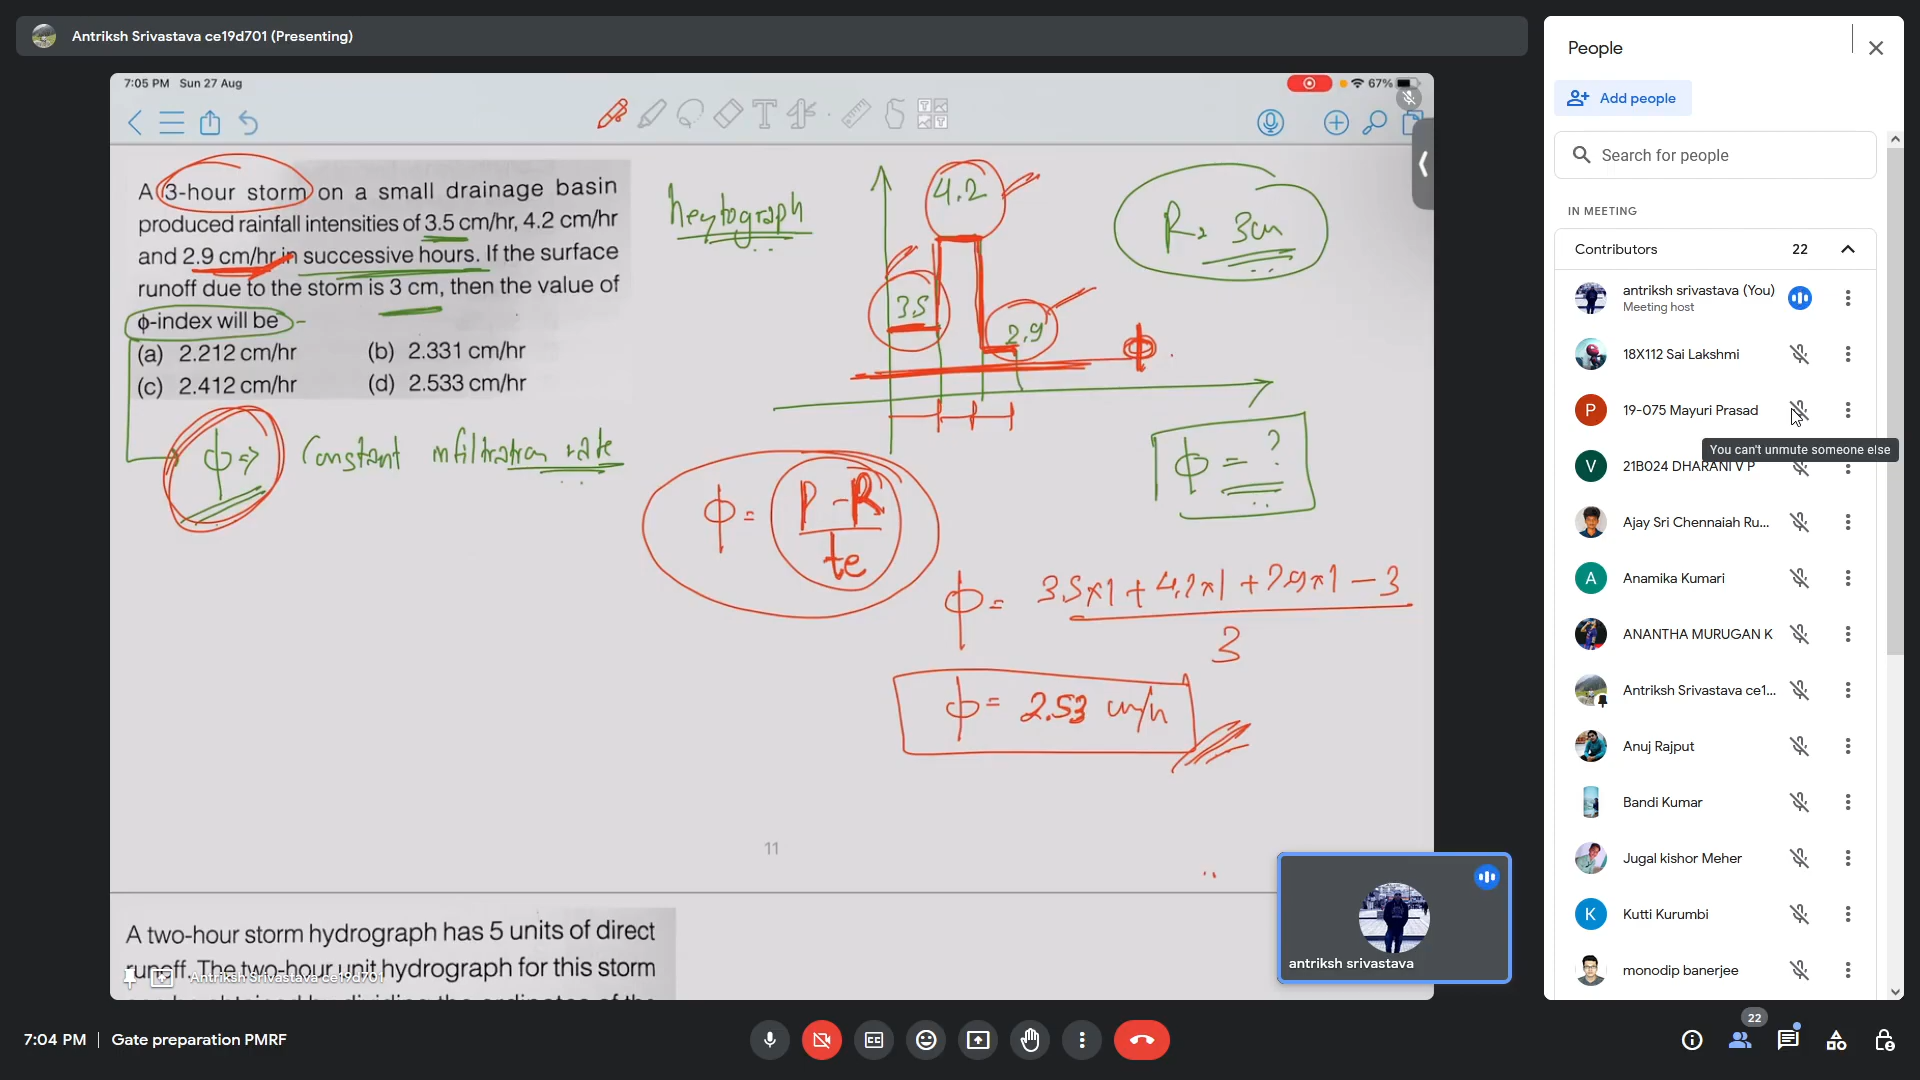 Antriksh Srivastava ce19d701 (Presenting)
7:05 PM Sun 27 Aug
67%
A 3-hour storm on a small drainage basin
produced rainfall intensities of 3.5 cm/hr, 4.2 cm/hr
and 2.9 cm/hr in successive hours. If the surface
runoff due to the storm is 3 cm, then the value of
ϕ-index will be
(a) 2.212 cm/hr (b) 2.331 cm/hr
(c) 2.412 cm/hr (d) 2.533 cm/hr
heytograph
4.2
3.5
2.9
ϕ
R = 3cm
ϕ => Constant infiltration rate
ϕ = ?
ϕ = P - R
te
ϕ = 3.5x1 + 4.2x1 + 2.9x1 - 3
3
ϕ = 2.53 cm/h
11
A two-hour storm hydrograph has 5 units of direct
runoff. The two-hour unit hydrograph for this storm
Antriksh Srivastava ce19d701
antriksh srivastava
People
Add people
Search for people
IN MEETING
Contributors 22
antriksh srivastava (You)
Meeting host
18X112 Sai Lakshmi
P 19-075 Mayuri Prasad
You can't unmute someone else
V 21B024 DHARANI V P
Ajay Sri Chennaiah Ru...
A Anamika Kumari
ANANTHA MURUGAN K
Antriksh Srivastava ce1...
Anuj Rajput
Bandi Kumar
Jugal kishor Meher
K Kutti Kurumbi
monodip banerjee
7:04 PM | Gate preparation PMRF
22